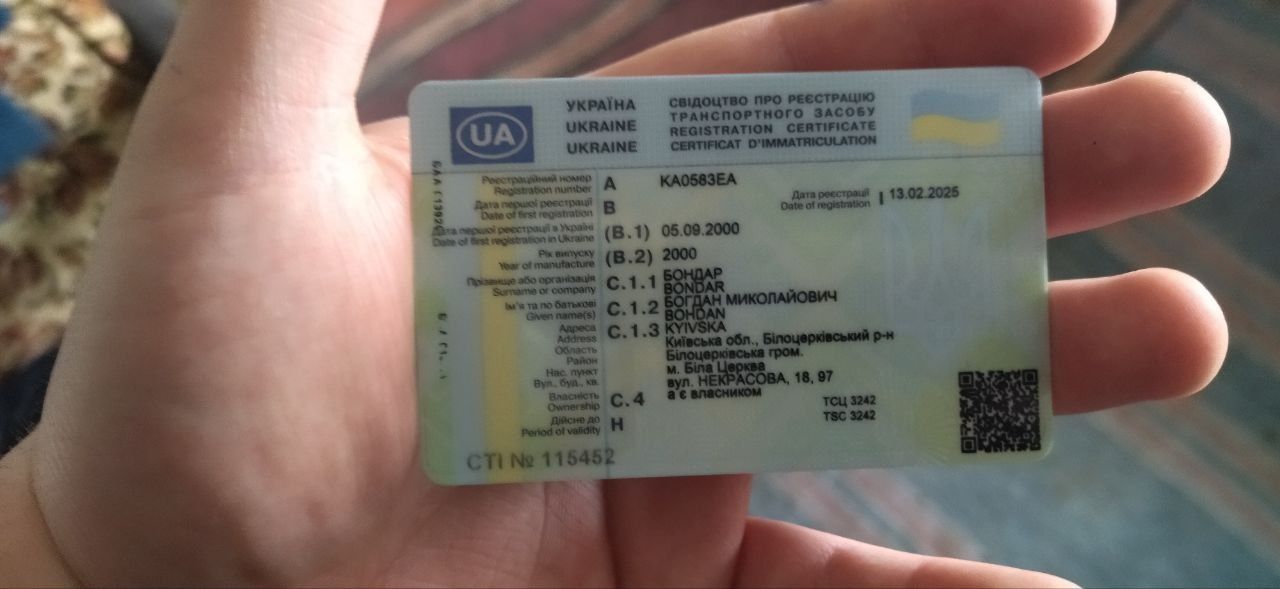 UA
УКРАЇНА
UKRAINE
UKRAINE
СВІДОЦТВО ПРО РЕЄСТРАЦІЮ
ТРАНСПОРТНОГО ЗАСОБУ
REGISTRATION CERTIFICATE
CERTIFICAT D'IMMATRICULATION
Реєстраційний номер
Registration number
A KA0583EA
Дата реєстрації
Date of registration
I 13.02.2025
Дата першої реєстрації
Date of first registration
B
Дата першої реєстрації в Україні
Date of first registration in Ukraine
(B.1) 05.09.2000
Рік випуску
Year of manufacture
(B.2) 2000
Прізвище або організація
Surname or company
C.1.1 БОНДАР
BONDAR
Ім'я та по батькові
Given name(s)
C.1.2 БОГДАН МИКОЛАЙОВИЧ
BOHDAN
Адреса
Address
Область
Район
Нас. пункт
Вул., буд., кв.
C.1.3 KYIVSKA
Київська обл., Білоцерківський р-н
Білоцерківська гром.
м. Біла Церква
вул. НЕКРАСОВА, 18, 97
Власність
Ownership
C.4 а є власником
Дійсне до
Period of validity
H
ТСЦ 3242
TSC 3242
СТІ № 115452